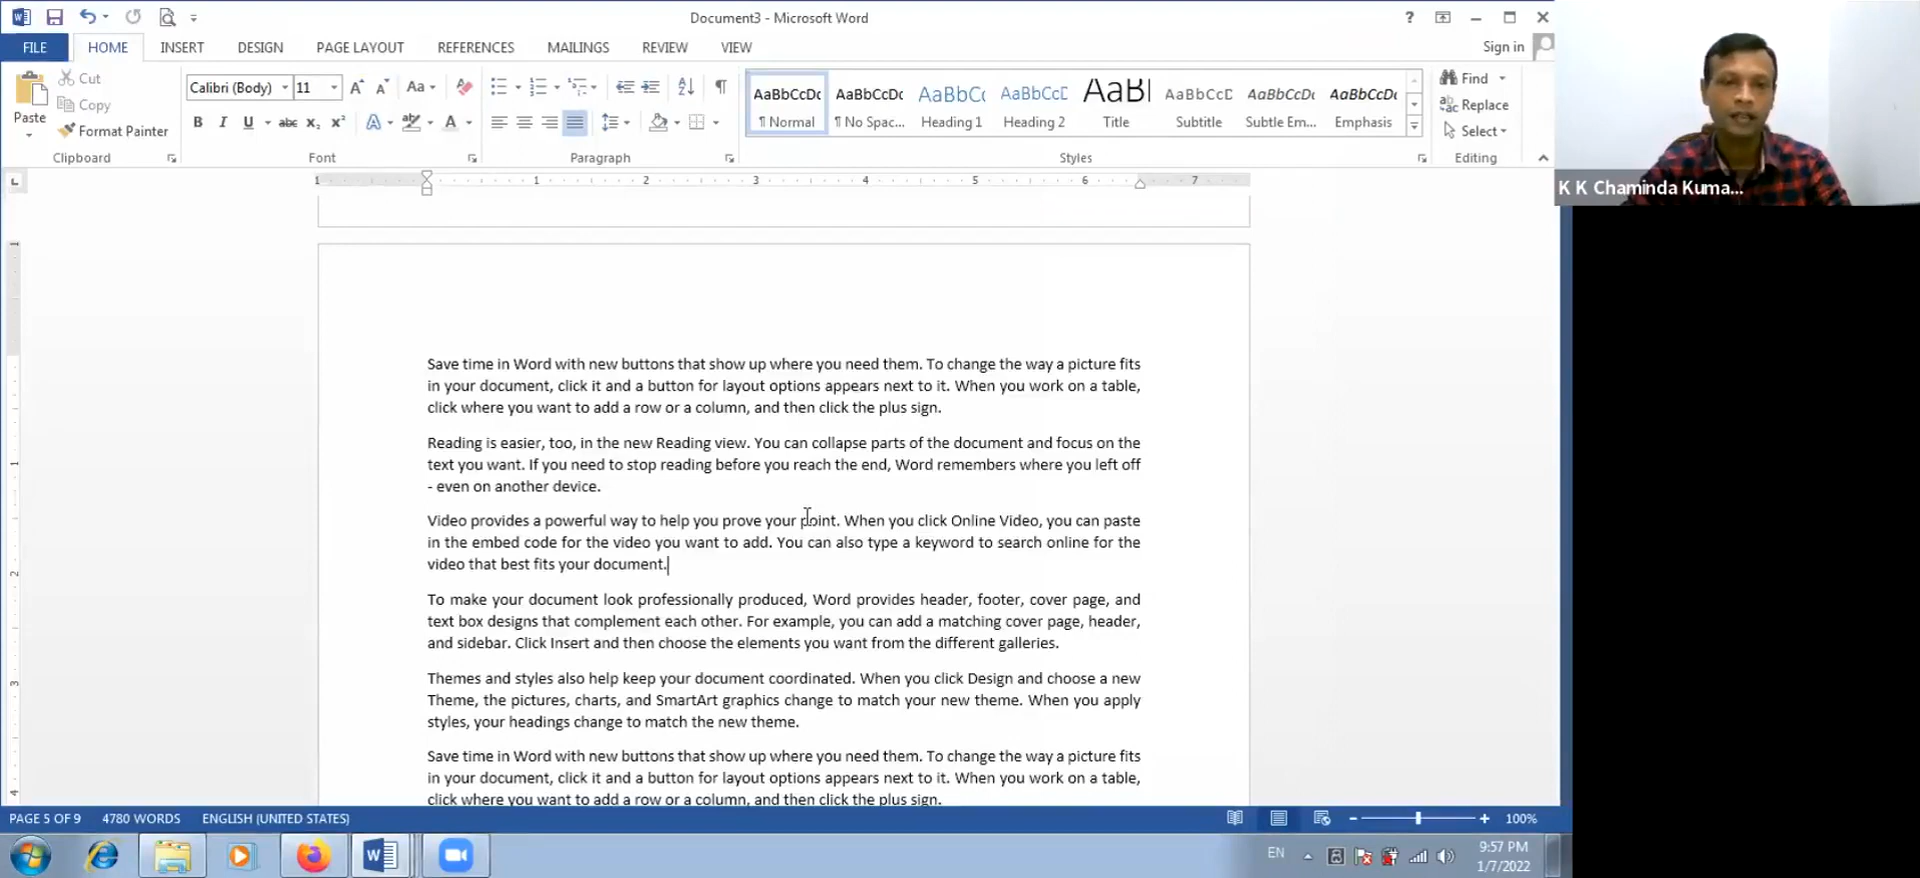 Document3 - Microsoft Word
FILE HOME INSERT DESIGN PAGE LAYOUT REFERENCES MAILINGS REVIEW VIEW Sign in
Paste
Cut
Copy
Format Painter
Clipboard
Calibri (Body) 11
Font
Paragraph
AaBbCcDc AaBbCcDc AaBbCc AaBbCcD AaBl AaBbCcD AaBbCcDc AaBbCcDc
¶ Normal ¶ No Spac... Heading 1 Heading 2 Title Subtitle Subtle Em... Emphasis
Styles
Find
Replace
Select
Editing
K K Chaminda Kuma...
1 1 2 3 4 5 6 7
Save time in Word with new buttons that show up where you need them. To change the way a picture fits
in your document, click it and a button for layout options appears next to it. When you work on a table,
click where you want to add a row or a column, and then click the plus sign.
Reading is easier, too, in the new Reading view. You can collapse parts of the document and focus on the
text you want. If you need to stop reading before you reach the end, Word remembers where you left off
- even on another device.
Video provides a powerful way to help you prove your point. When you click Online Video, you can paste
in the embed code for the video you want to add. You can also type a keyword to search online for the
video that best fits your document.
To make your document look professionally produced, Word provides header, footer, cover page, and
text box designs that complement each other. For example, you can add a matching cover page, header,
and sidebar. Click Insert and then choose the elements you want from the different galleries.
Themes and styles also help keep your document coordinated. When you click Design and choose a new
Theme, the pictures, charts, and SmartArt graphics change to match your new theme. When you apply
styles, your headings change to match the new theme.
Save time in Word with new buttons that show up where you need them. To change the way a picture fits
in your document, click it and a button for layout options appears next to it. When you work on a table,
click where you want to add a row or a column, and then click the plus sign.
PAGE 5 OF 9 4780 WORDS ENGLISH (UNITED STATES) 100%
EN 9:57 PM
1/7/2022